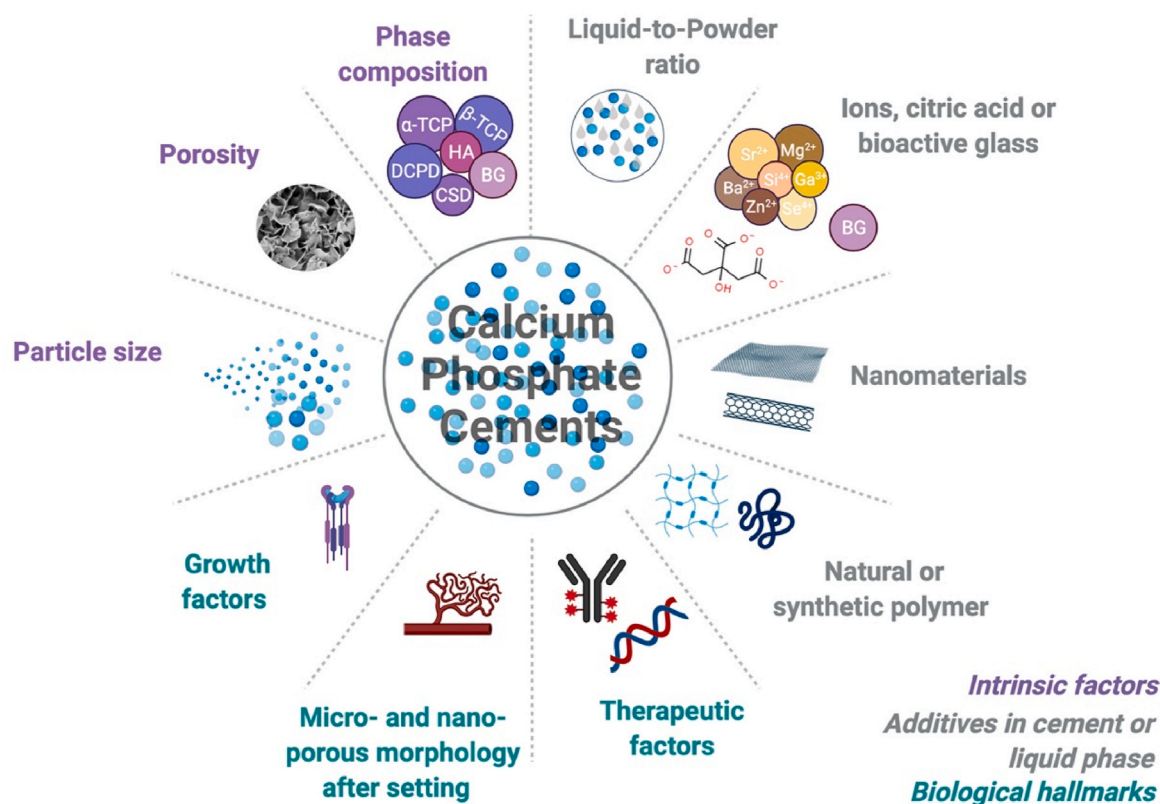 Phase
composition
α-TCP
β-TCP
HA
DCPD
BG
CSD
Liquid-to-Powder
ratio
Ions, citric acid or
bioactive glass
Sr²⁺
Mg²⁺
Ba²⁺
Si⁴⁺
Ga³⁺
Zn²⁺
Se⁴⁺
BG
O
O⁻
O
O⁻
O
O⁻
OH
Porosity
Calcium
Phosphate
Cements
Particle size
Nanomaterials
Growth
factors
Natural or
synthetic polymer
Micro- and nano-
porous morphology
after setting
Therapeutic
factors
Intrinsic factors
Additives in cement or
liquid phase
Biological hallmarks